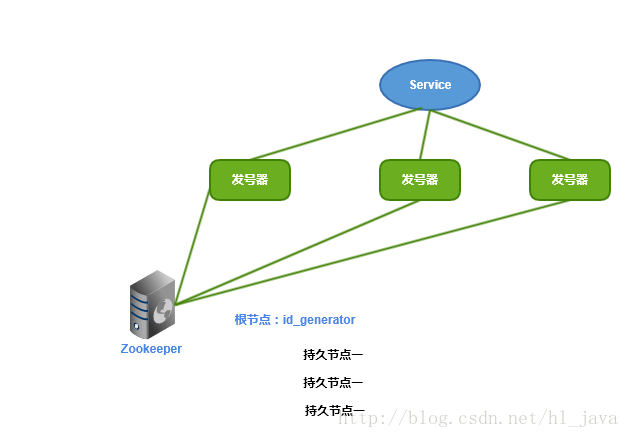 Service
发号器 发号器 发号器
根节点：id_generator
Zookeeper
持久节点一
持久节点一
持久节点一
http://blog.csdn.net/hl_java